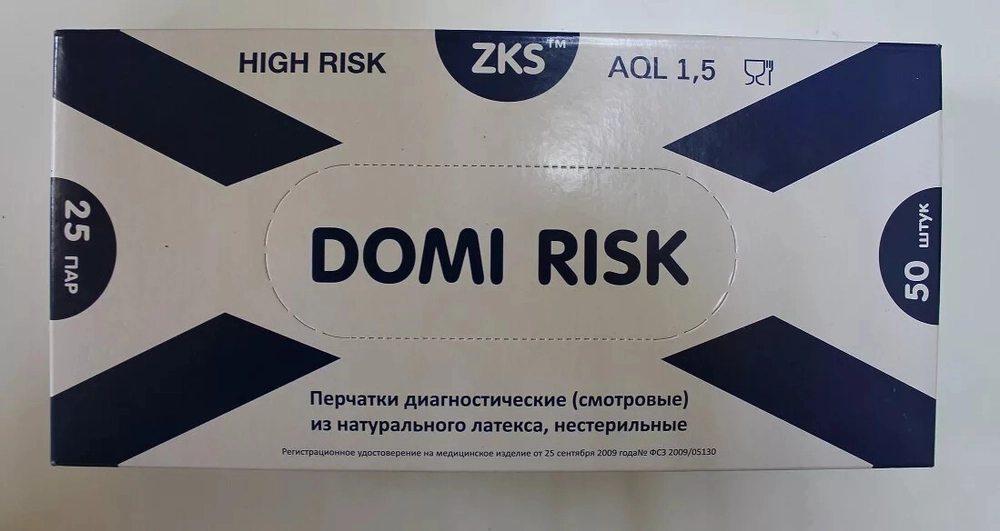 HIGH RISK
ZKS™
AQL 1,5
25 ПАР
DOMI RISK
50 штук
Перчатки диагностические (смотровые)
из натурального латекса, нестерильные
Регистрационное удостоверение на медицинское изделие от 25 сентября 2009 года№ ФСЗ 2009/05130